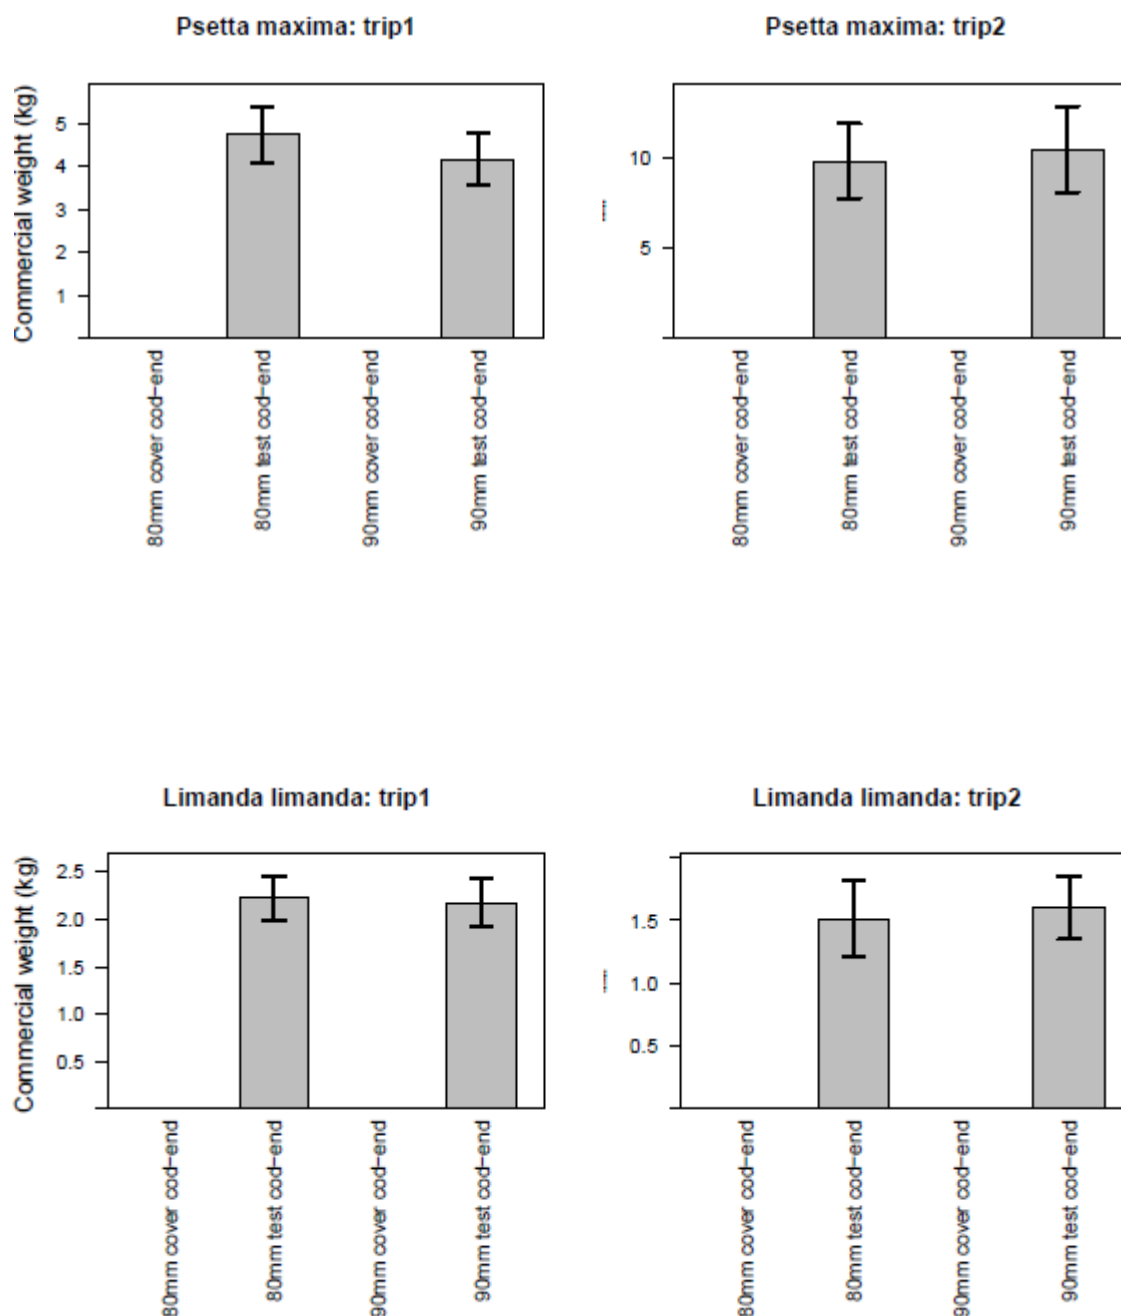 Psetta maxima: trip1
Psetta maxima: trip2
Commercial weight (kg)
5
4
3
2
1
10
5
80mm cover cod-end
80mm test cod-end
90mm cover cod-end
90mm test cod-end
80mm cover cod-end
80mm test cod-end
90mm cover cod-end
90mm test cod-end
Limanda limanda: trip1
Limanda limanda: trip2
Commercial weight (kg)
2.5
2.0
1.5
1.0
0.5
1.5
1.0
0.5
80mm cover cod-end
80mm test cod-end
90mm cover cod-end
90mm test cod-end
80mm cover cod-end
80mm test cod-end
90mm cover cod-end
90mm test cod-end